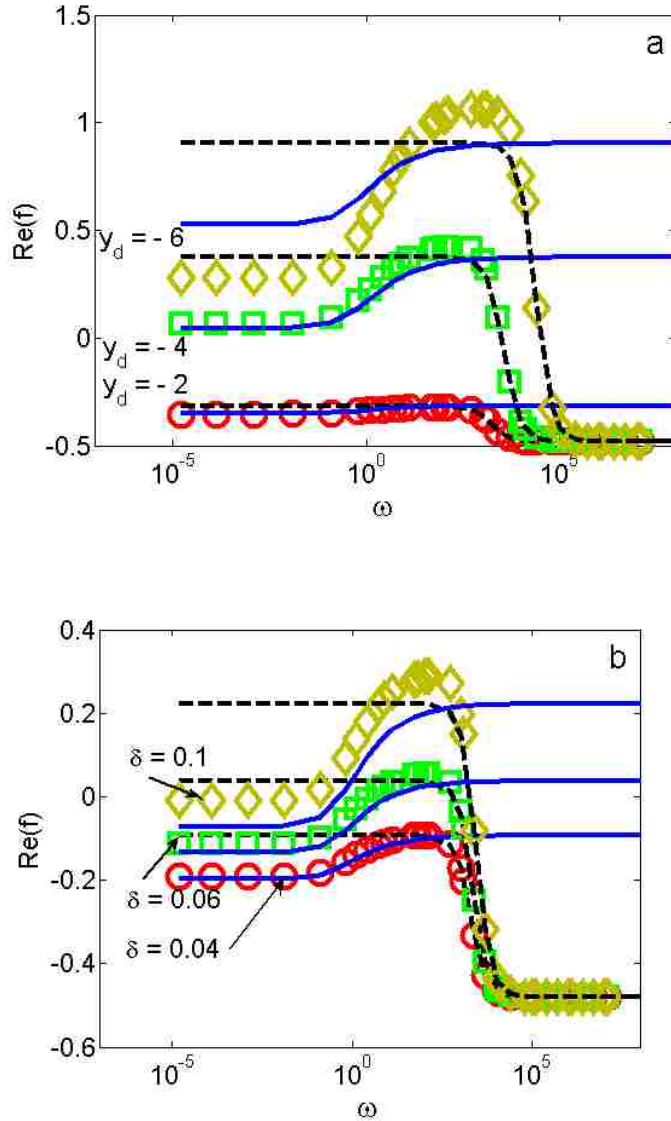 a
1.5
1
0.5
0
-0.5
Re(f)
y_d = - 6
y_d = - 4
y_d = - 2
10^-5
10^0
10^5
ω
b
0.4
0.2
0
-0.2
-0.4
-0.6
Re(f)
δ = 0.1
δ = 0.06
δ = 0.04
10^-5
10^0
10^5
ω